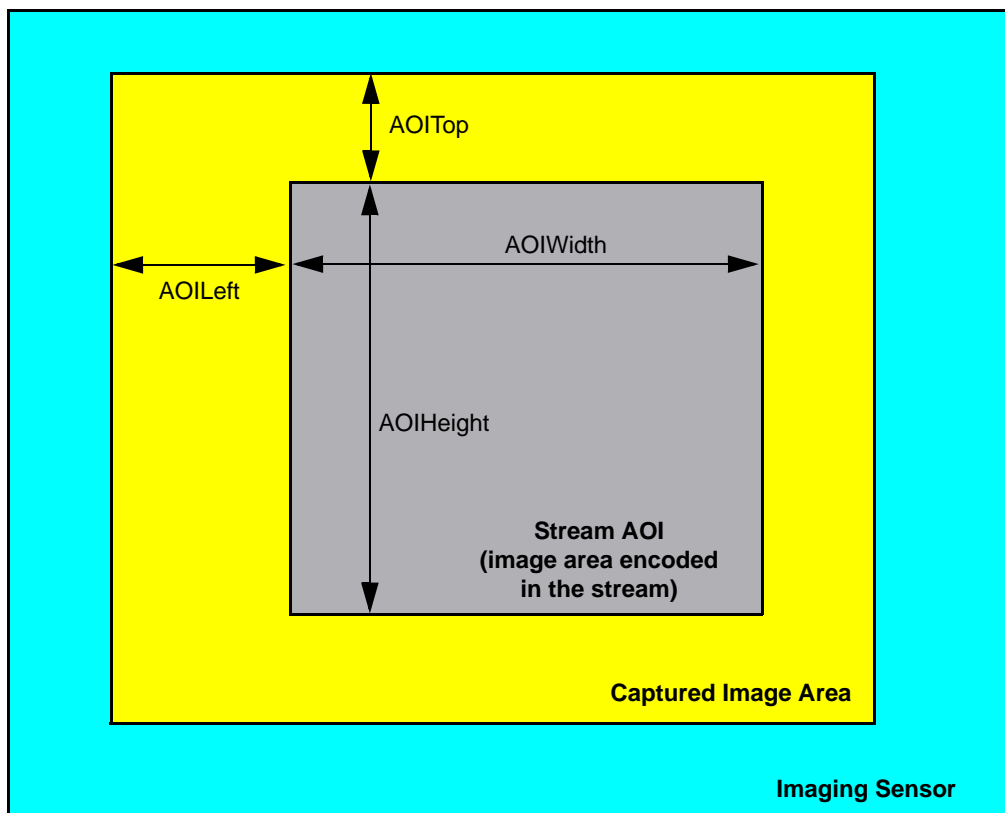 AOITop
AOIWidth
AOILeft
AOIHeight
Stream AOI
(image area encoded
in the stream)
Captured Image Area
Imaging Sensor